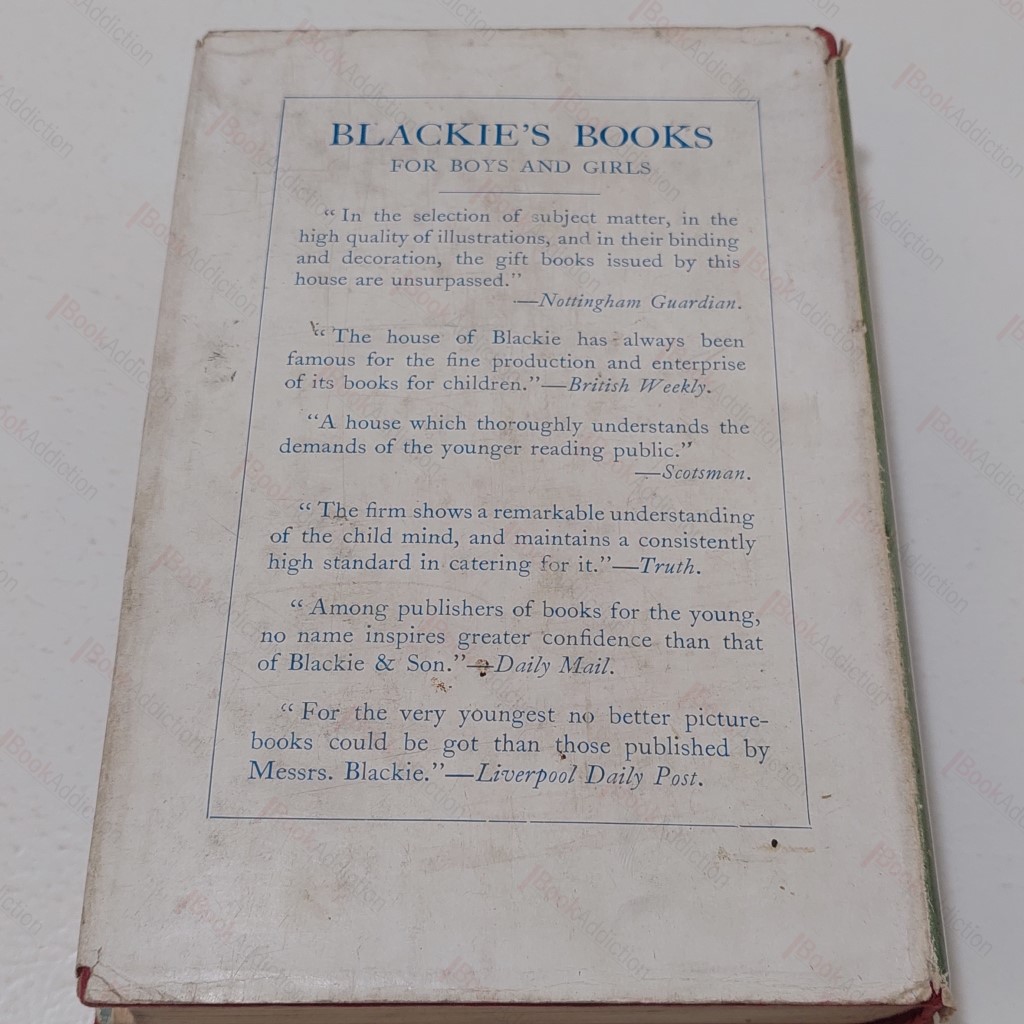 BLACKIE'S BOOKS
FOR BOYS AND GIRLS
“ In the selection of subject matter, in the
high quality of illustrations, and in their binding
and decoration, the gift books issued by this
house are unsurpassed.”
—Nottingham Guardian.
“ The house of Blackie has always been
famous for the fine production and enterprise
of its books for children.”—British Weekly.
“A house which thoroughly understands the
demands of the younger reading public.”
—Scotsman.
“ The firm shows a remarkable understanding
of the child mind, and maintains a consistently
high standard in catering for it.”—Truth.
“ Among publishers of books for the young,
no name inspires greater confidence than that
of Blackie & Son.”—Daily Mail.
“ For the very youngest no better picture-
books could be got than those published by
Messrs. Blackie.”—Liverpool Daily Post.
BookAddiction